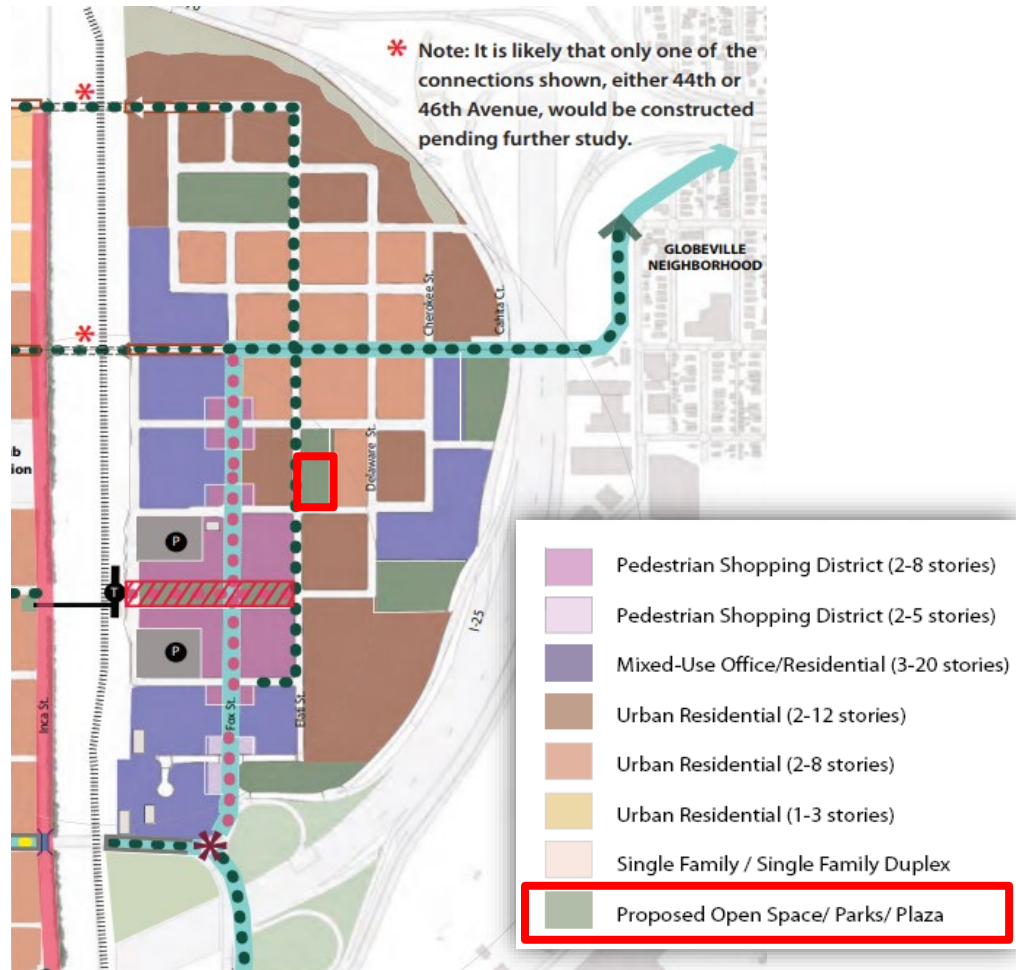 * Note: It is likely that only one of the
connections shown, either 44th or
46th Avenue, would be constructed
pending further study.
*
GLOBEVILLE
NEIGHBORHOOD
Cherokee St.
Cahita Ct.
*
b
ion
Delaware St.
P
T
I-25
P
Inca St.
Fox St.
Elati St.
*
Pedestrian Shopping District (2-8 stories)
Pedestrian Shopping District (2-5 stories)
Mixed-Use Office/Residential (3-20 stories)
Urban Residential (2-12 stories)
Urban Residential (2-8 stories)
Urban Residential (1-3 stories)
Single Family / Single Family Duplex
Proposed Open Space/ Parks/ Plaza